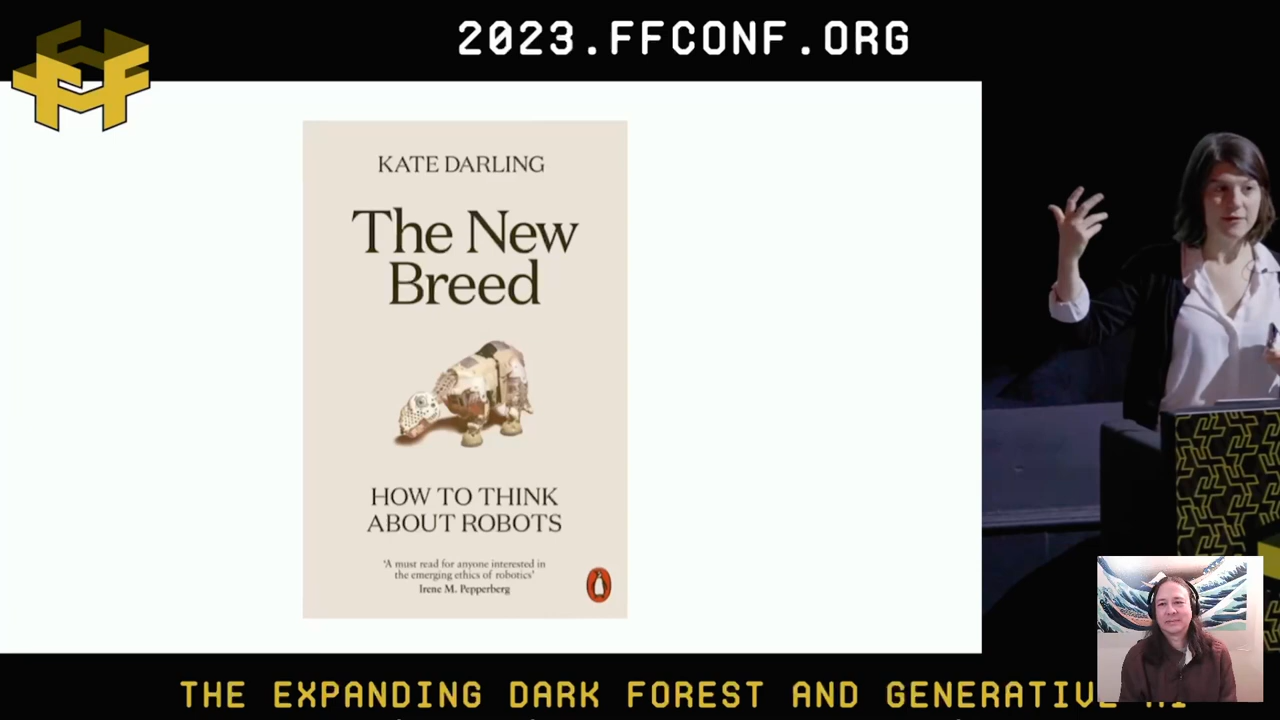 2023.FFCONF.ORG
KATE DARLING
The New
Breed
HOW TO THINK
ABOUT ROBOTS
'A must read for anyone interested in
the emerging ethics of robotics'
Irene M. Pepperberg
THE EXPANDING DARK FOREST AND GENERATIVE AI